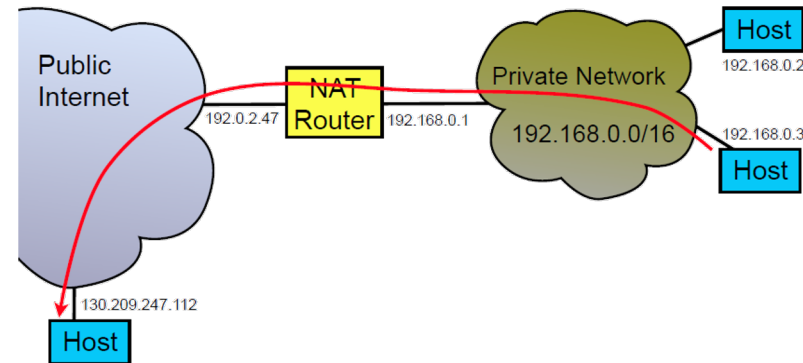 Public
Internet
192.0.2.47
NAT
Router
192.168.0.1
Private Network
192.168.0.0/16
Host
192.168.0.2
192.168.0.3
Host
130.209.247.112
Host